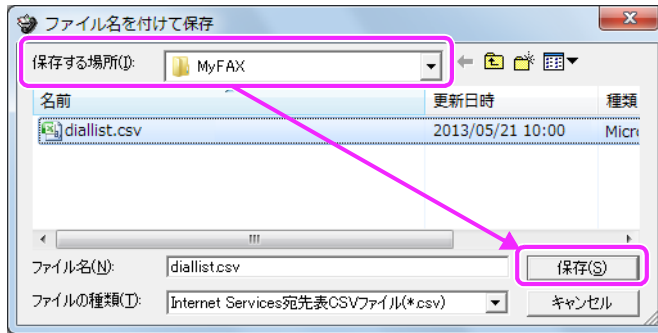 ファイル名を付けて保存
保存する場所(I): MyFAX
名前 更新日時 種類
diallist.csv 2013/05/21 10:00 Micro
ファイル名(N): diallist.csv 保存(S)
ファイルの種類(T): Internet Services宛先表CSVファイル(*.csv) キャンセル